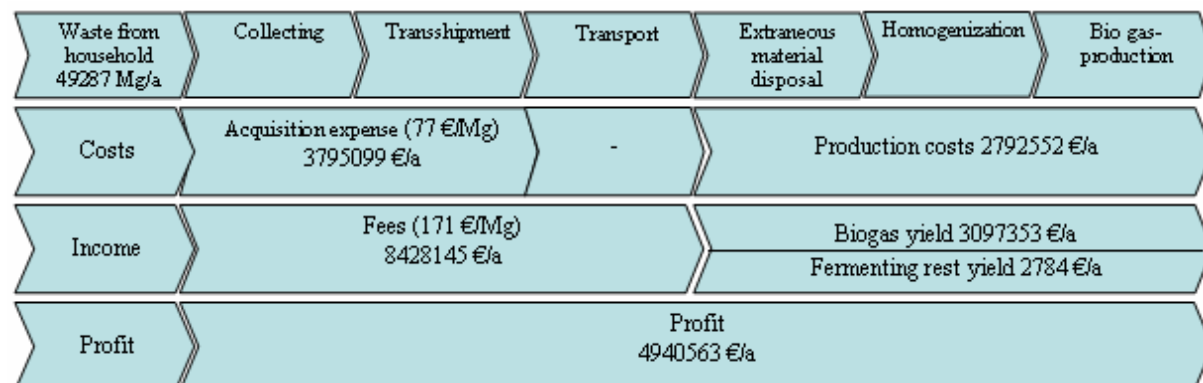 Waste from
household
49287 Mg/a
Collecting
Transshipment
Transport
Extraneous
material
disposal
Homogenization
Bio gas-
production
Costs
Acquisition expense (77 €/Mg)
3795099 €/a
-
Production costs 2792552 €/a
Income
Fees (171 €/Mg)
8428145 €/a
Biogas yield 3097353 €/a
Fermenting rest yield 2784 €/a
Profit
Profit
4940563 €/a